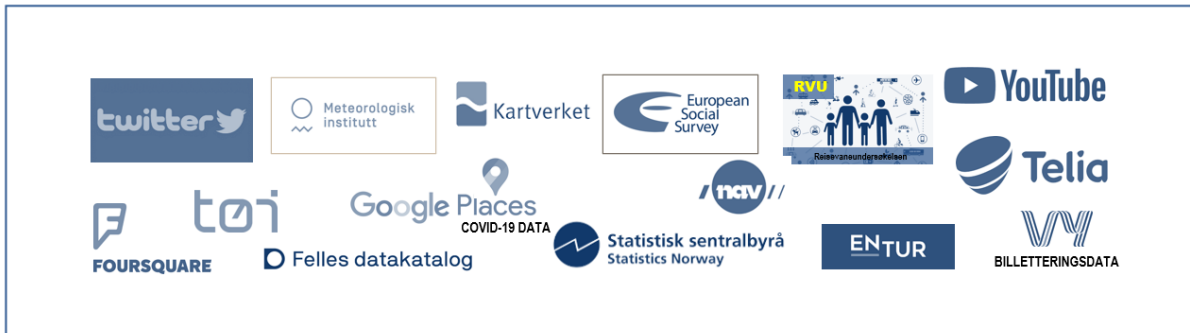 twitter
Meteorologisk
institutt
Kartverket
European
Social
Survey
RVU
Reisevaneundersøkelsen
YouTube
Telia
nav
tøi
Google Places
COVID-19 DATA
FOURSQUARE
Felles datakatalog
Statistisk sentralbyrå
Statistics Norway
ENTUR
VY
BILLETTERINGSDATA